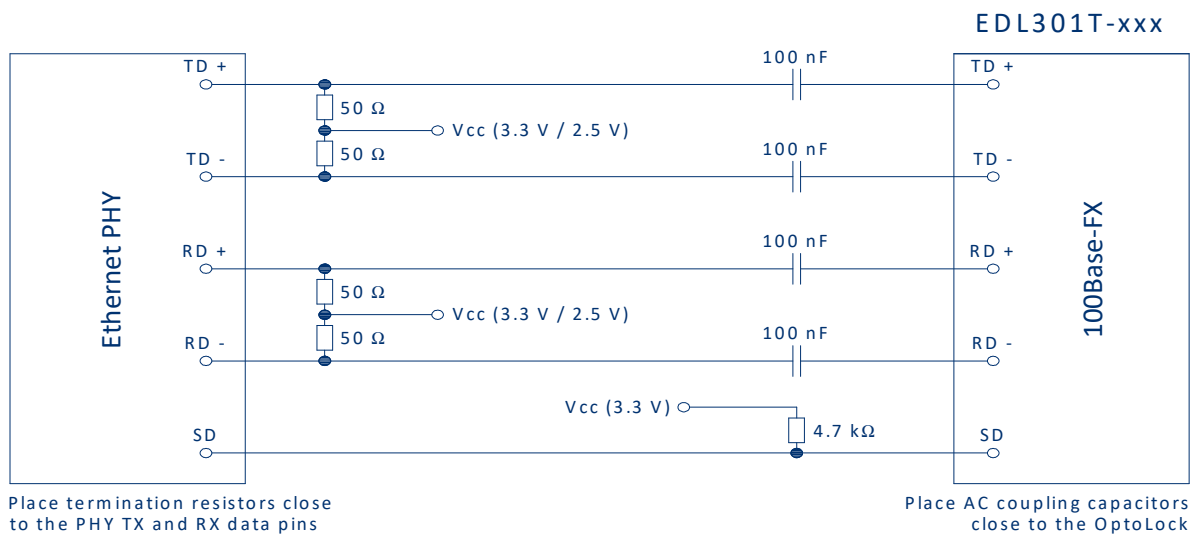 EDL301T-xxx
TD +
100 nF
TD +
50 Ω
Vcc (3.3 V / 2.5 V)
50 Ω
TD -
100 nF
TD -
Ethernet PHY
100Base-FX
RD +
100 nF
RD +
50 Ω
Vcc (3.3 V / 2.5 V)
50 Ω
RD -
100 nF
RD -
Vcc (3.3 V)
4.7 kΩ
SD
SD
Place termination resistors close
to the PHY TX and RX data pins
Place AC coupling capacitors
close to the OptoLock